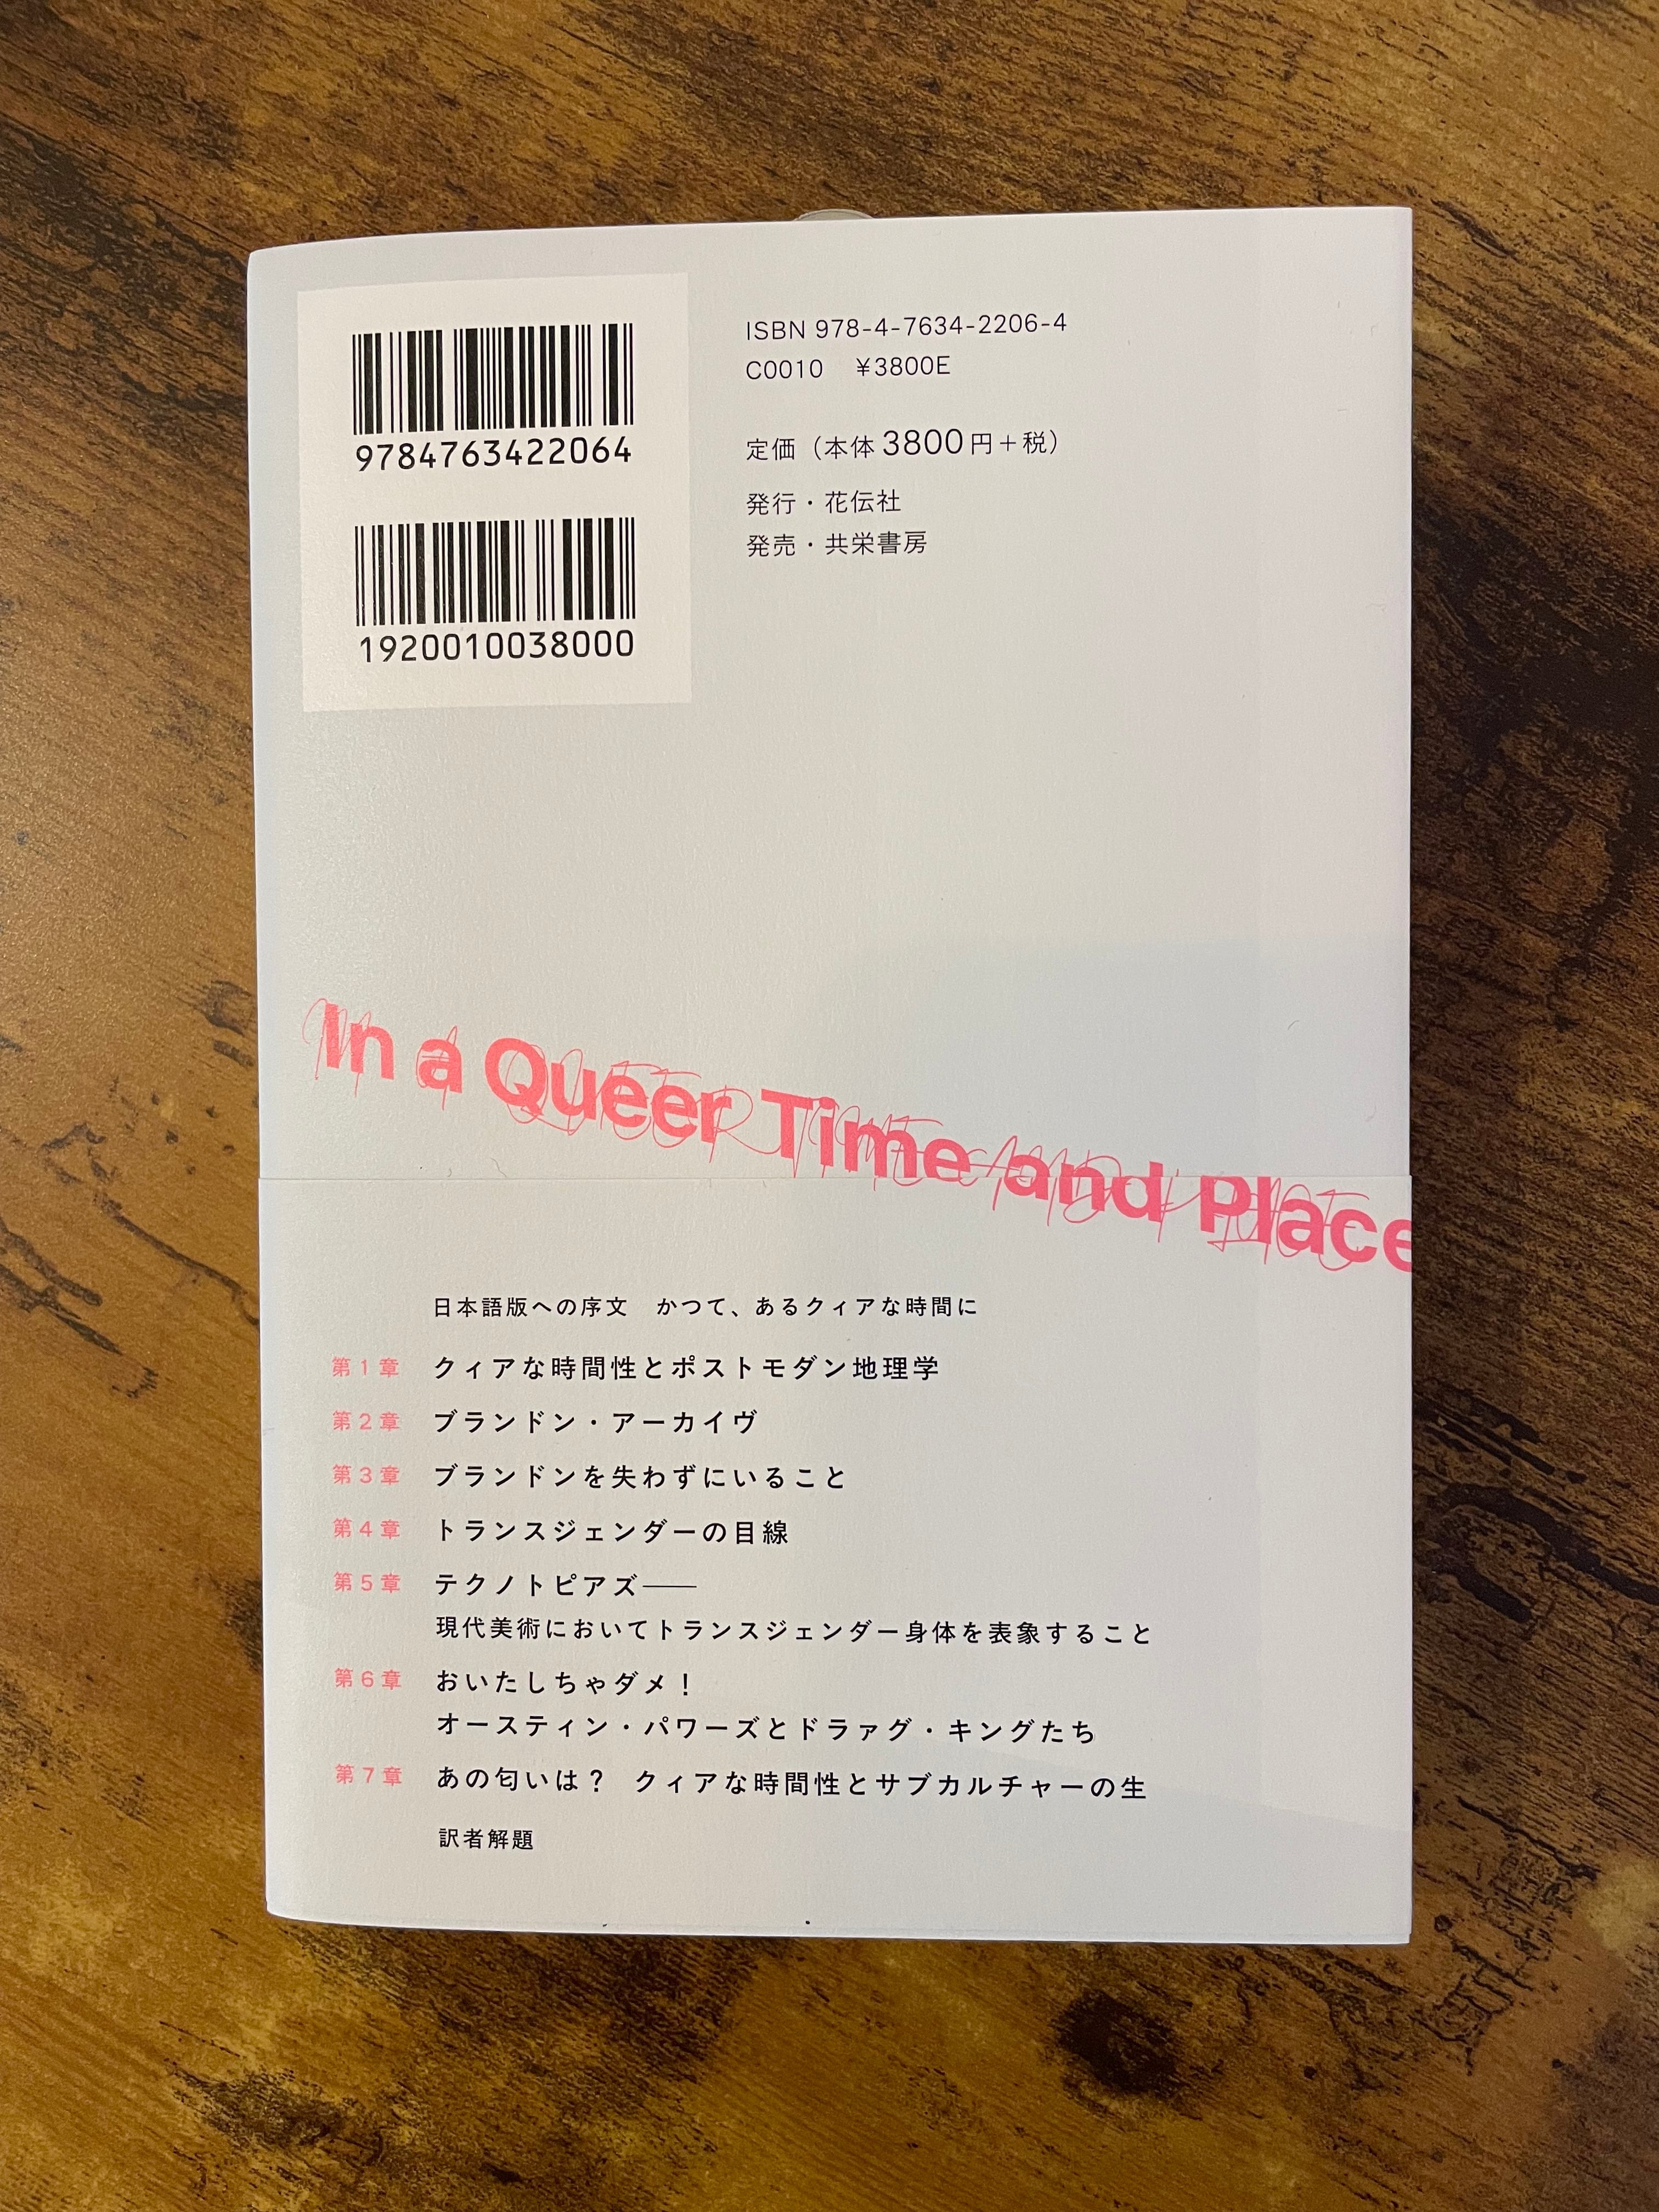 9784763422064
1920010038000
ISBN 978-4-7634-2206-4
C0010 ¥3800E
定価（本体3800円＋税）
発行・花伝社
発売・共栄書房
In a Queer Time and Place
日本語版への序文　かつて、あるクィアな時間に
第1章 クィアな時間性とポストモダン地理学
第2章 ブランドン・アーカイヴ
第3章 ブランドンを失わずにいること
第4章 トランスジェンダーの目線
第5章 テクノトピアズ——
現代美術においてトランスジェンダー身体を表象すること
第6章 おいたしちゃダメ！
オースティン・パワーズとドラァグ・キングたち
第7章 あの匂いは？　クィアな時間性とサブカルチャーの生
訳者解題